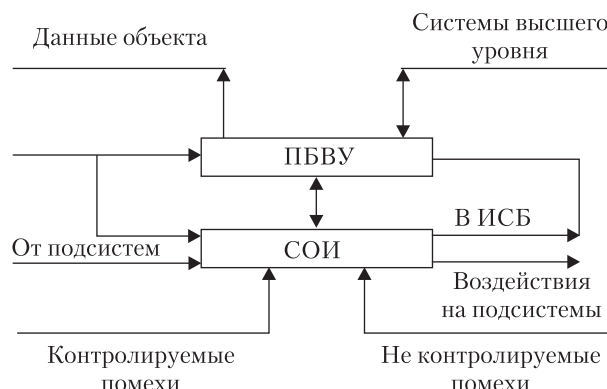 Данные объекта
Системы высшего
уровня
ПБВУ
В ИСБ
От подсистем
СОИ
Воздействия
на подсистемы
Контролируемые
помехи
Не контролируемые
помехи